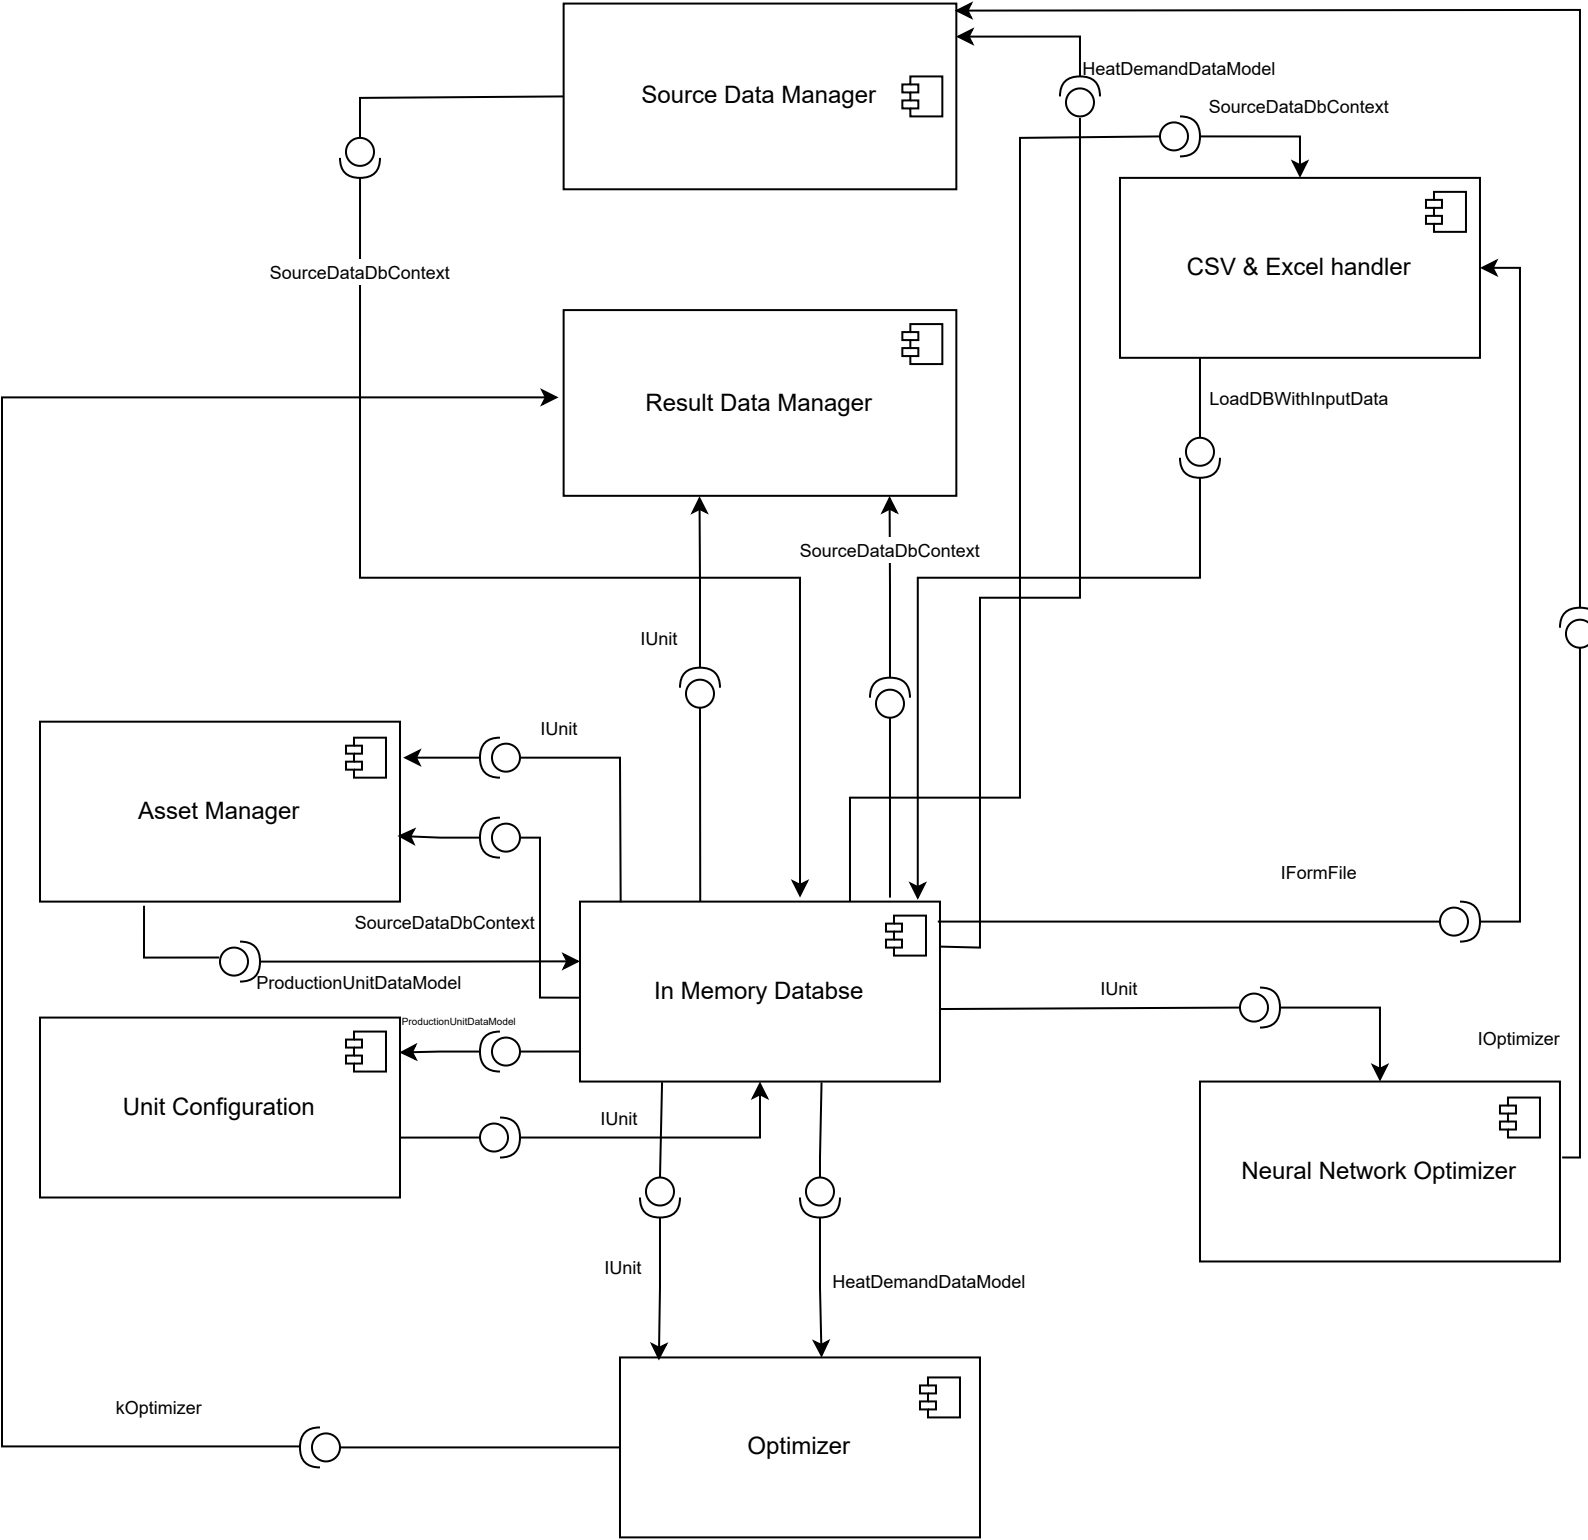 HeatDemandDataModel
Source Data Manager
SourceDataDbContext
CSV & Excel handler
SourceDataDbContext
Result Data Manager
LoadDBWithInputData
SourceDataDbContext
IUnit
IUnit
Asset Manager
IFormFile
SourceDataDbContext
ProductionUnitDataModel
In Memory Databse
IUnit
ProductionUnitDataModel
IOptimizer
Unit Configuration
IUnit
Neural Network Optimizer
IUnit
HeatDemandDataModel
kOptimizer
Optimizer